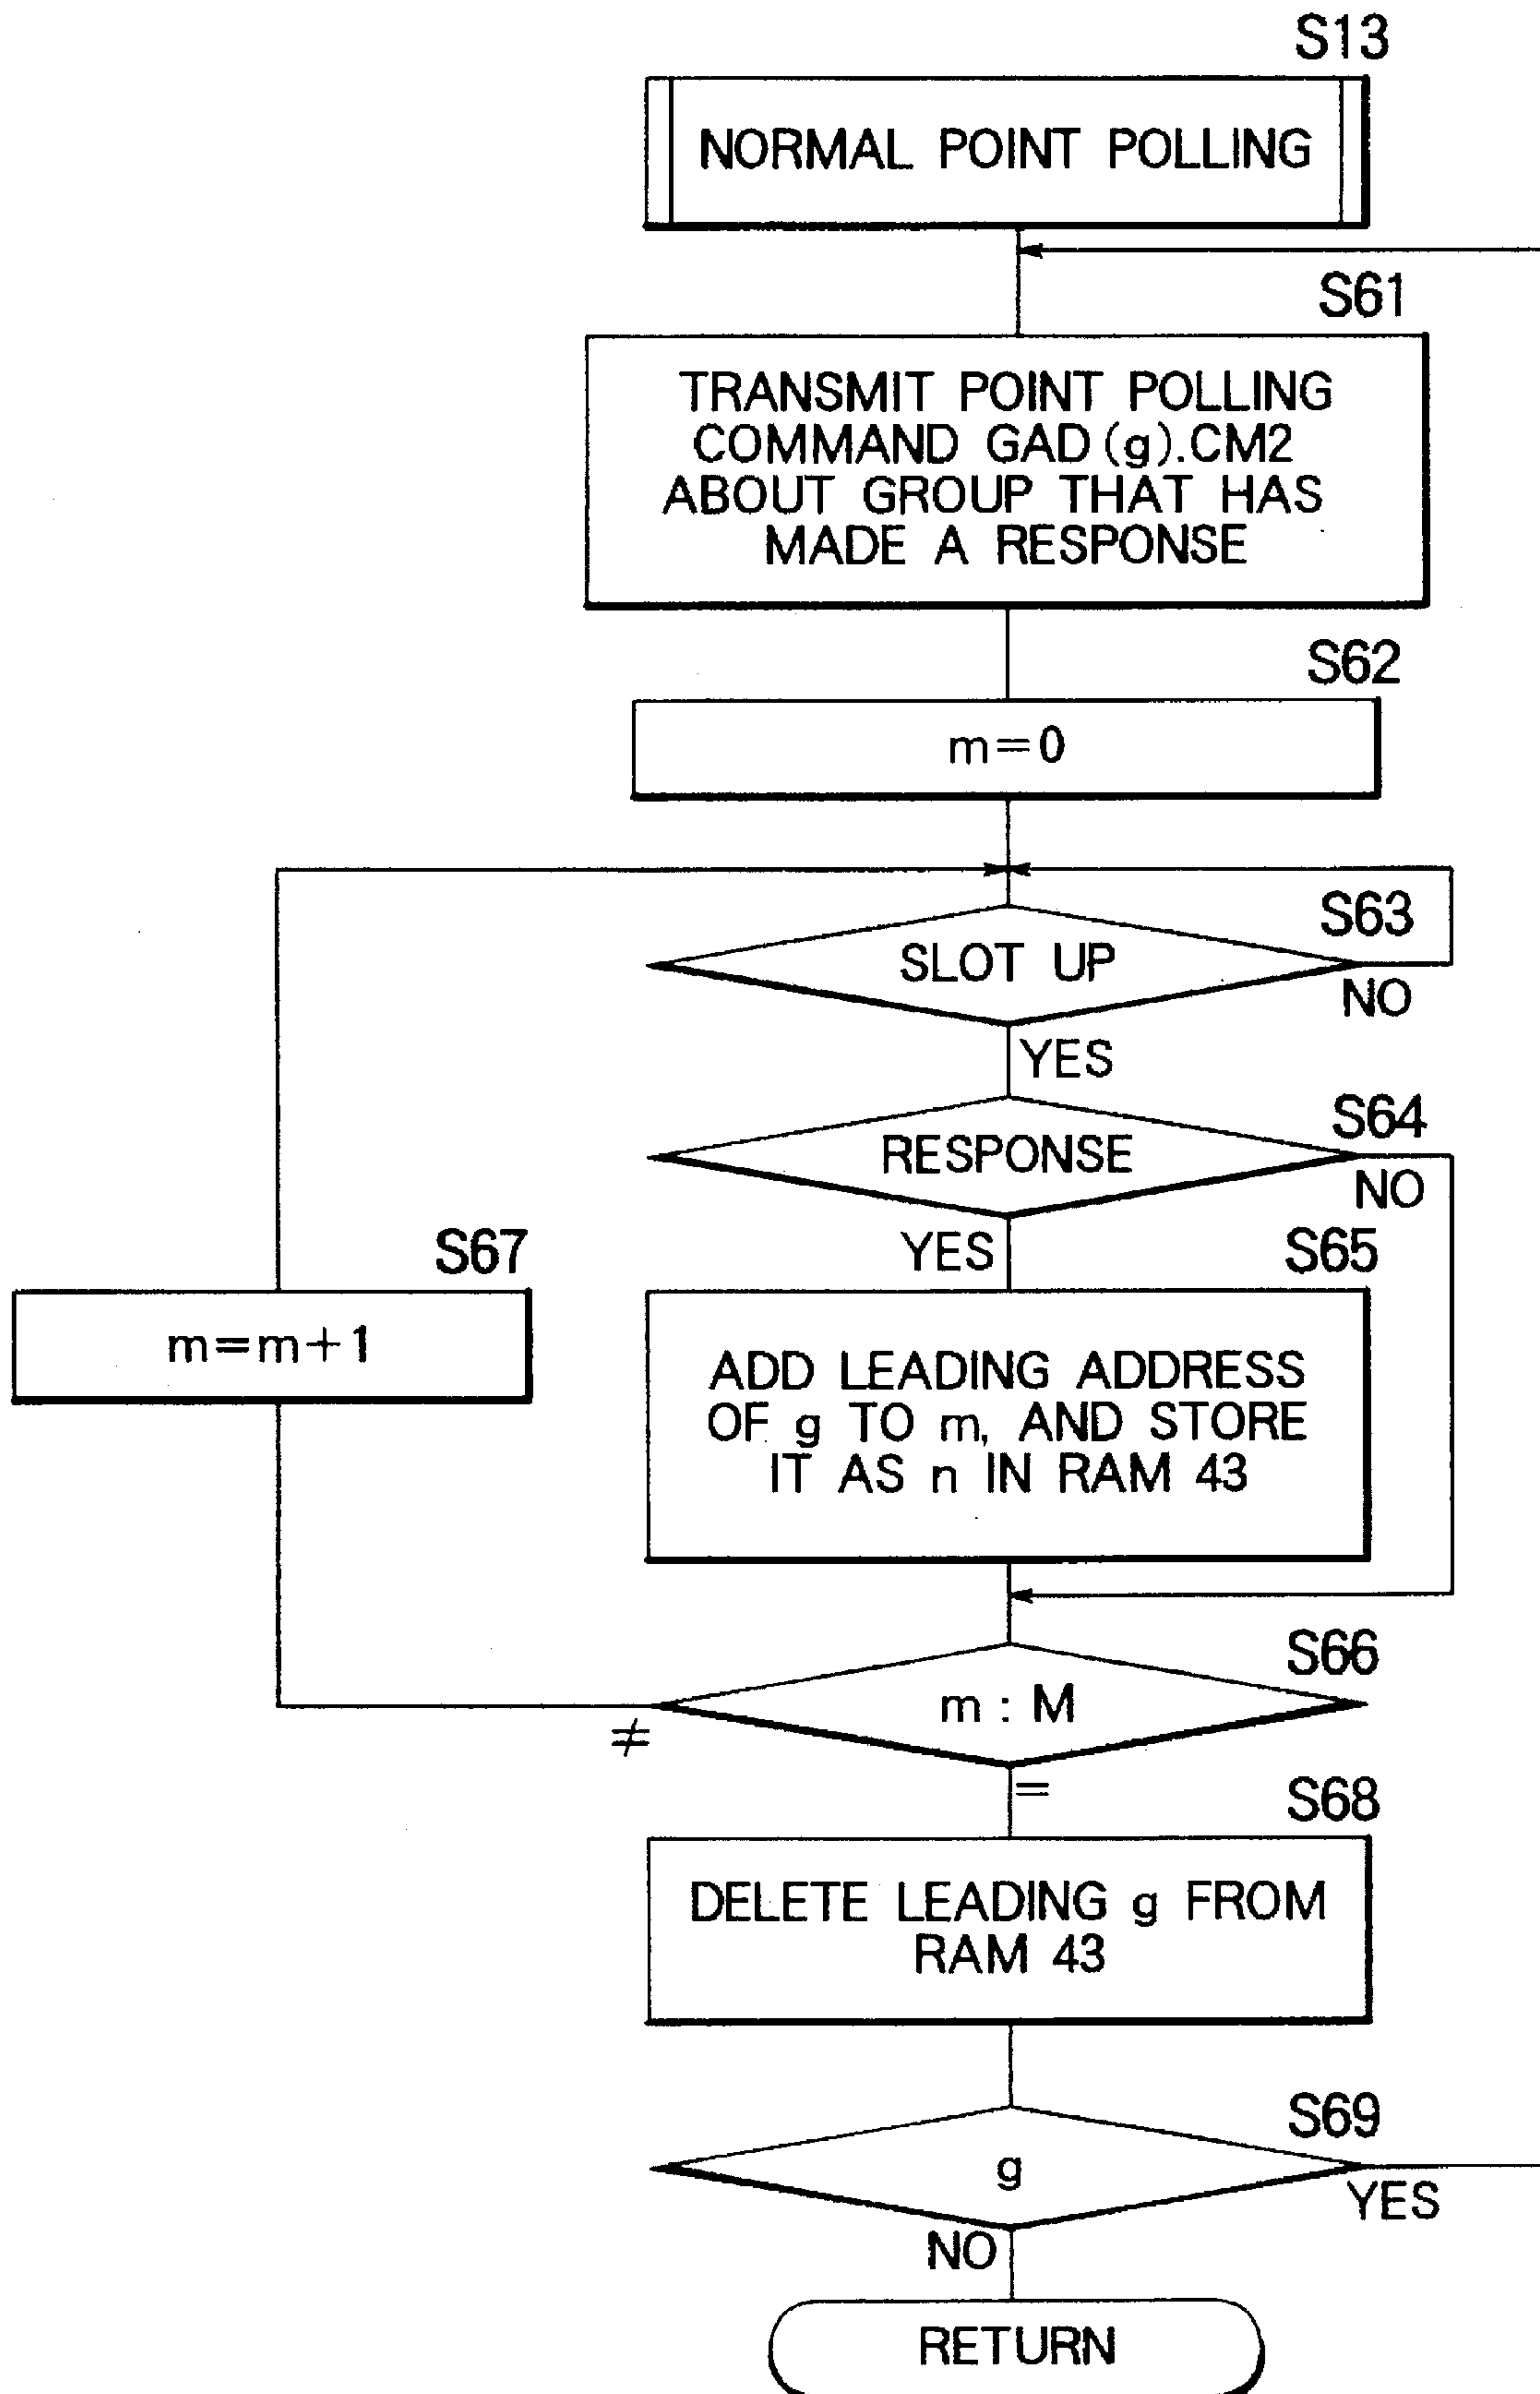 S13
NORMAL POINT POLLING
S61
TRANSMIT POINT POLLING
COMMAND GAD (g).CM2
ABOUT GROUP THAT HAS
MADE A RESPONSE
S62
m=0
S63
SLOT UP
NO
YES
S64
RESPONSE
NO
YES
S65
S67
m=m+1
ADD LEADING ADDRESS
OF g TO m, AND STORE
IT AS n IN RAM 43
S66
m : M
≠
=
S68
DELETE LEADING g FROM
RAM 43
S69
g
YES
NO
RETURN